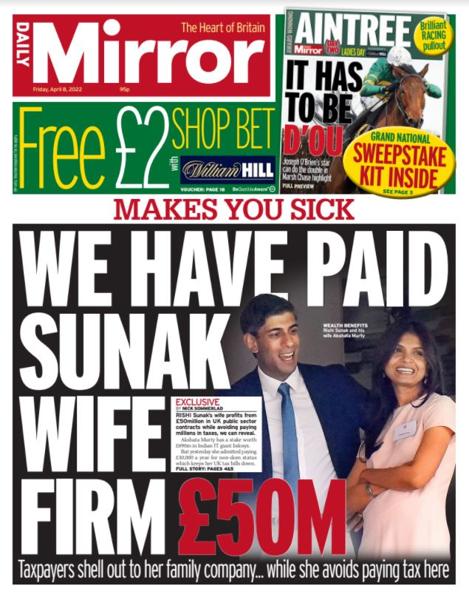 DAILY
Mirror
The Heart of Britain
Friday, April 8, 2022
95p
Free £2 SHOP BET
with
William HILL
VOUCHER: PAGE 18
BeGambleAware
AINTREE
Mirror
DAY TWO
LADIES DAY
Brilliant
RACING
pullout
IT HAS
TO BE
D'OU
Joseph O'Brien's star
can do the double in
Marsh Chase highlight
FULL PREVIEW
GRAND NATIONAL
SWEEPSTAKE
KIT INSIDE
SEE PAGE 3
MAKES YOU SICK
WE HAVE PAID
SUNAK
WIFE
FIRM £50M
WEALTH BENEFITS
Rishi Sunak and his
wife Akshata Murty
EXCLUSIVE
BY NICK SOMMERLAD
RISHI Sunak's wife profits from
£50million in UK public sector
contracts while avoiding paying
millions in taxes, we can reveal.
Akshata Murty has a stake worth
£690m in Indian IT giant Infosys.
But yesterday she admitted paying
£30,000 a year for non-dom status
which keeps her UK tax bills down.
FULL STORY: PAGES 4&5
Taxpayers shell out to her family company... while she avoids paying tax here